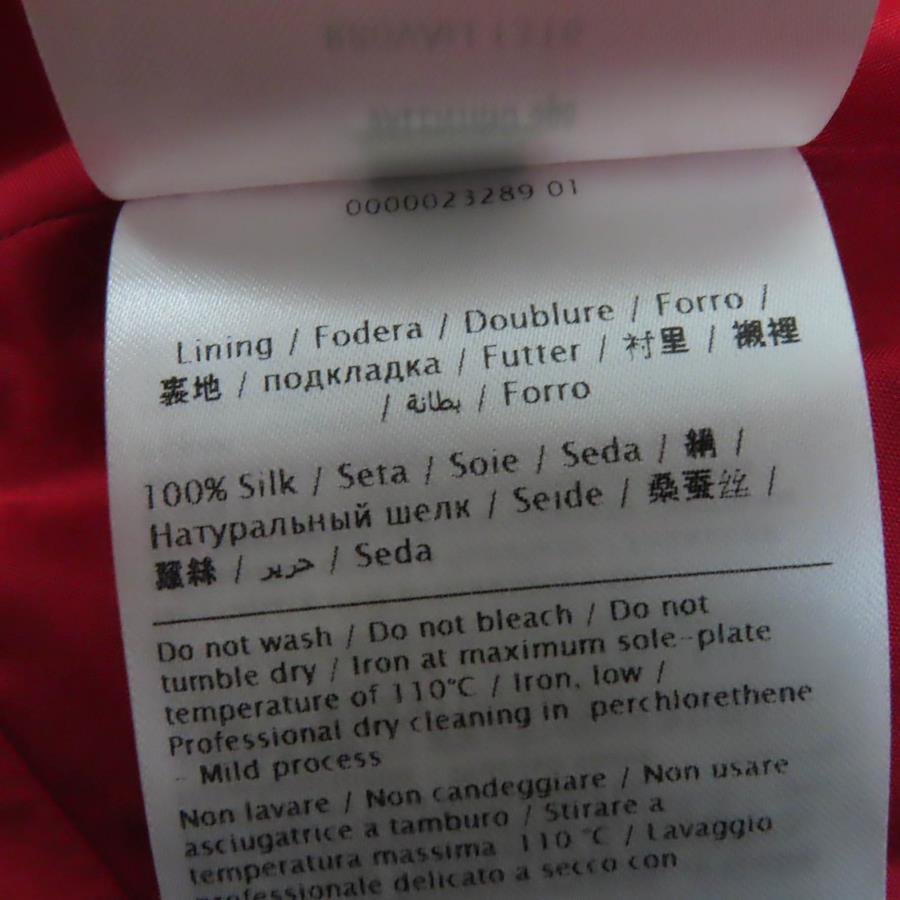 0000023289 01
Lining / Fodera / Doublure / Forro /
裏地 / подкладка / Futter / 衬里 / 襯裡
/ بطانة / Forro
100% Silk / Seta / Soie / Seda / 絹 /
Натуральный шелк / Seide / 桑蚕丝 /
蠶絲 / حرير / Seda
Do not wash / Do not bleach / Do not
tumble dry / Iron at maximum sole-plate
temperature of 110°C / Iron, low /
Professional dry cleaning in perchlorethene
- Mild process
Non lavare / Non candeggiare / Non usare
asciugatrice a tamburo / Stirare a
temperatura massima 110°C / Lavaggio
professionale delicato a secco con